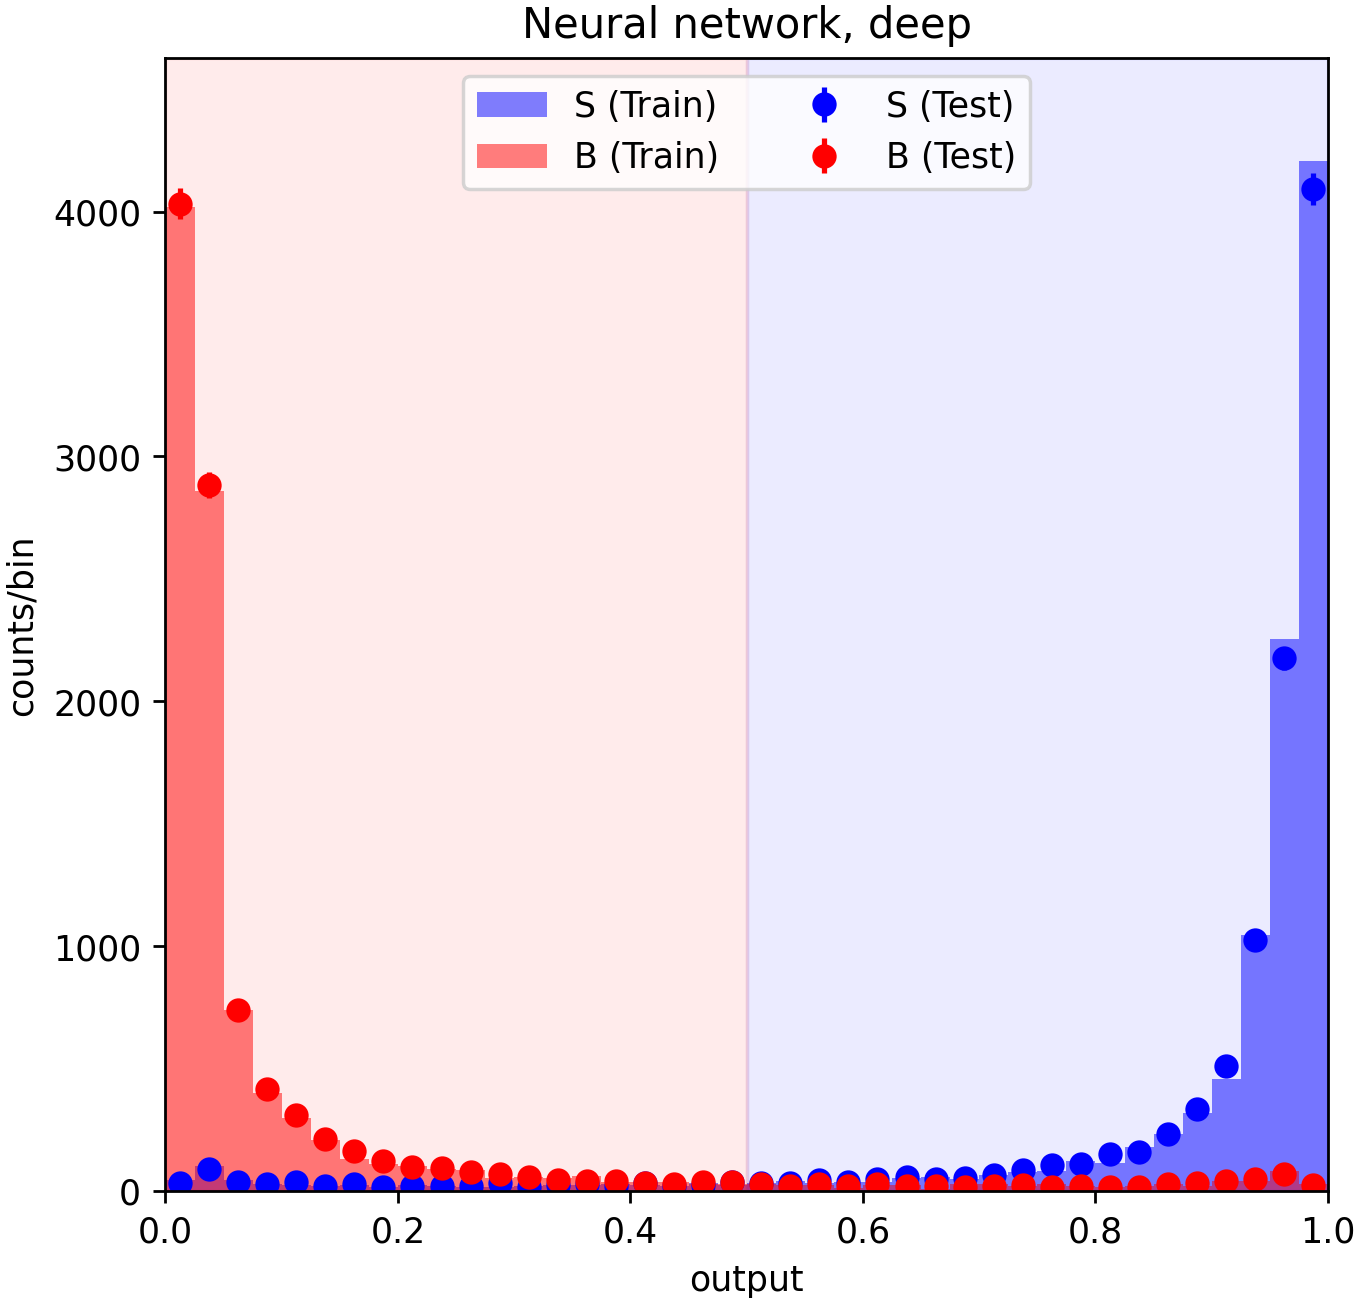 Neural network, deep
S (Train)
B (Train)
S (Test)
B (Test)
counts/bin
4000
3000
2000
1000
0
0.0 0.2 0.4 0.6 0.8 1.0
output